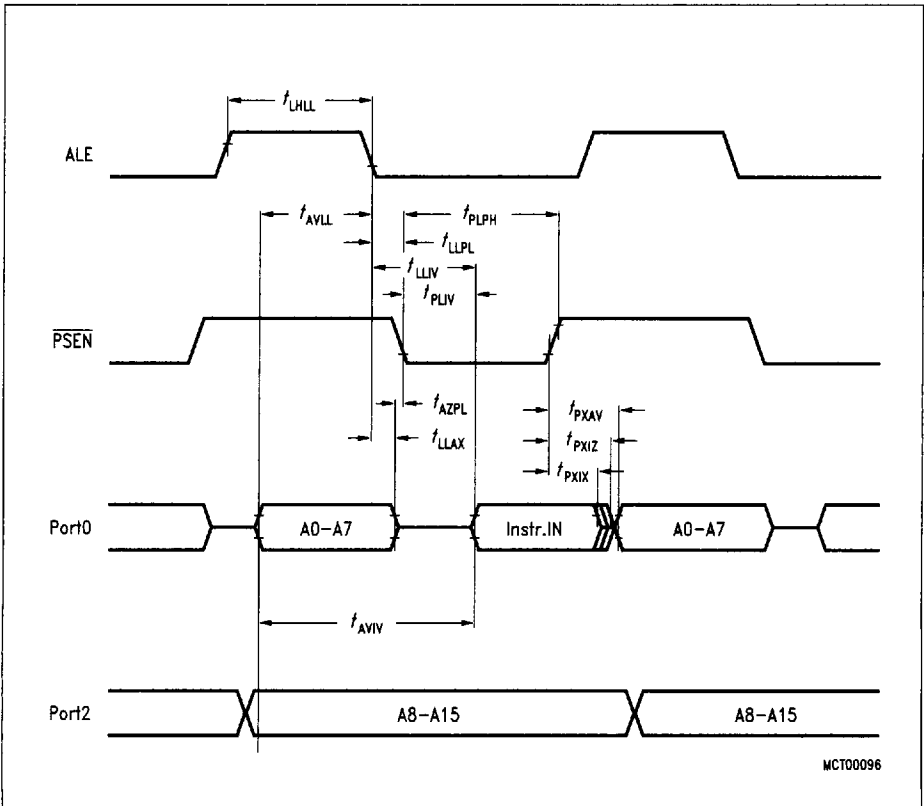 tLHLL
ALE
tAVLL
tPLPH
tLLPL
tLLIV
tPLIV
PSEN
tAZPL
tPXAV
tLLAX
tPXIZ
tPXIX
Port0
A0-A7
Instr.IN
A0-A7
tAVIV
Port2
A8-A15
A8-A15
MCT00096